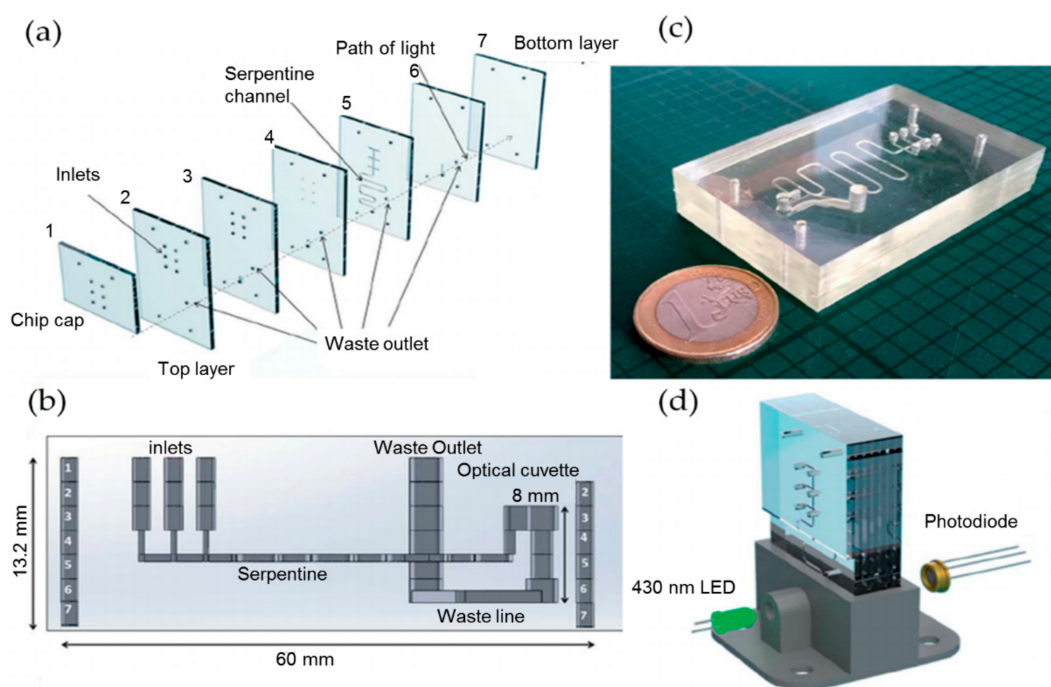 (a)
Path of light
7
Bottom layer
6
Serpentine
channel
5
4
3
Inlets
2
1
Chip cap
Waste outlet
Top layer
(c)
1
EURO
(b)
inlets
Waste Outlet
Optical cuvette
8 mm
1
2
3
4
5
6
7
2
3
4
5
6
7
13.2 mm
Serpentine
Waste line
60 mm
(d)
Photodiode
430 nm LED